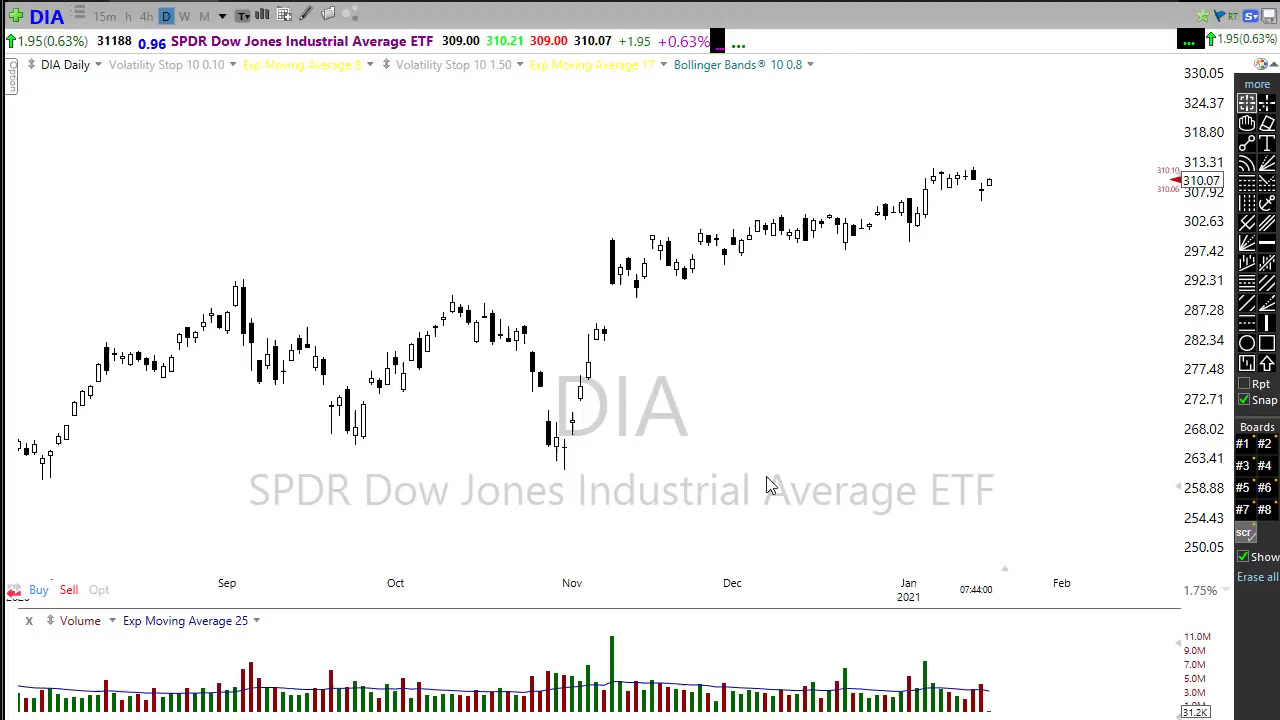 DIA 15m h 4h D W M T RT S
1.95(0.63%) 31188 0.96 SPDR Dow Jones Industrial Average ETF 309.00 310.21 309.00 310.07 +1.95 +0.63% ... ... ... 1.95(0.63%)
Option
DIA Daily Volatility Stop 10 0.10 Exp Moving Average 8 Volatility Stop 10 1.50 Exp Moving Average 17 Bollinger Bands® 10 0.8
330.05
324.37
318.80
313.31
310.10
310.07
310.06
307.92
302.63
297.42
292.31
287.28
282.34
277.48
272.71
268.02
263.41
258.88
254.43
250.05
DIA
SPDR Dow Jones Industrial Average ETF
more
T
Rpt
Snap
Boards
#1 #2
#3 #4
#5 #6
#7 #8
scr
Show
Erase all
Sep Oct Nov Dec Jan Feb
2021 07:44:00
Buy Sell Opt
1.75%
x Volume Exp Moving Average 25
11.0M
9.0M
7.0M
5.0M
3.0M
31.2K